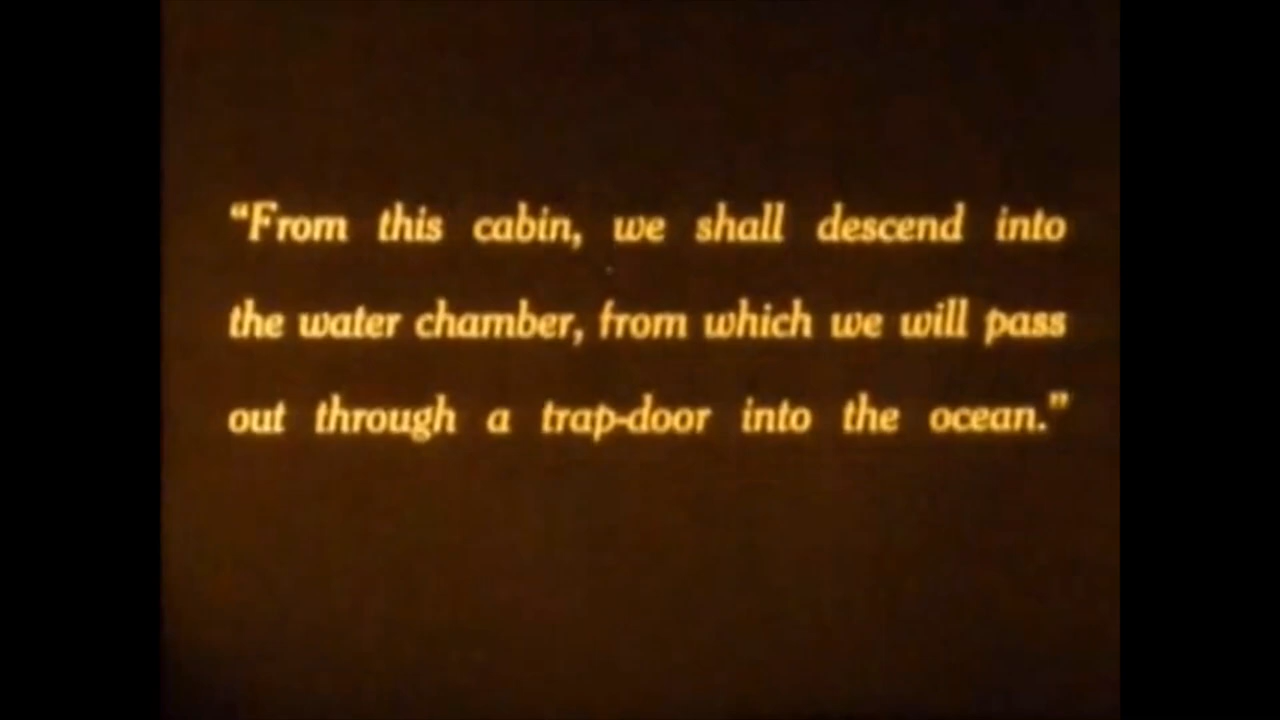 “From this cabin, we shall descend into
the water chamber, from which we will pass
out through a trap-door into the ocean.”